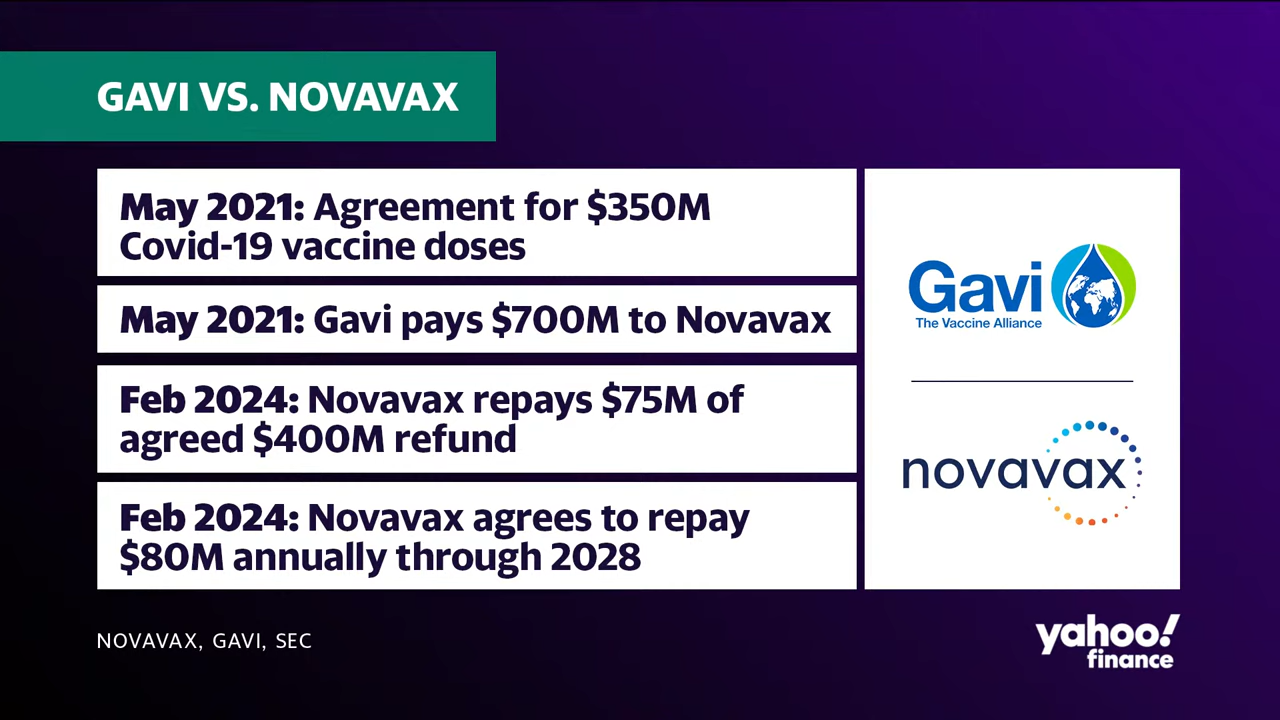 GAVI VS. NOVAVAX
May 2021: Agreement for $350M
Covid-19 vaccine doses
May 2021: Gavi pays $700M to Novavax
Feb 2024: Novavax repays $75M of
agreed $400M refund
Feb 2024: Novavax agrees to repay
$80M annually through 2028
Gavi
The Vaccine Alliance
novavax
NOVAVAX, GAVI, SEC
yahoo!
finance